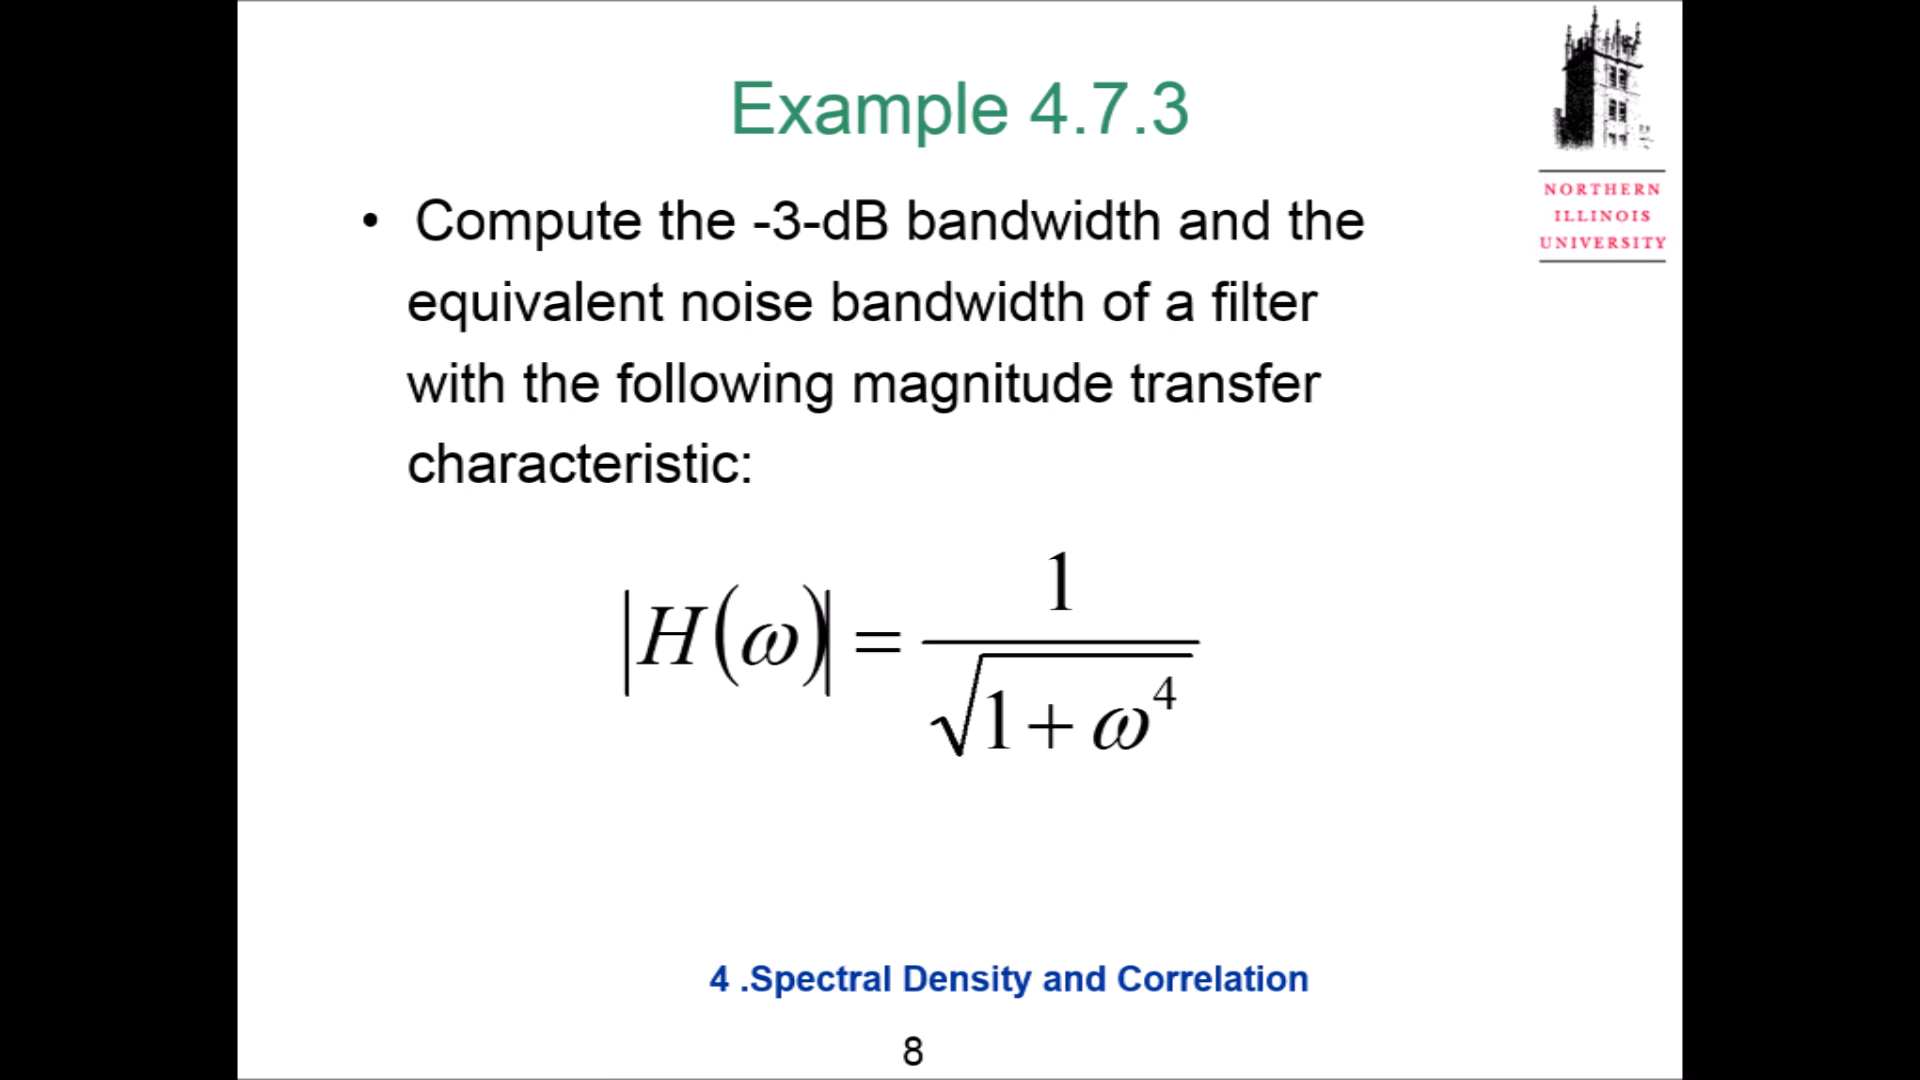 Example 4.7.3
NORTHERN
ILLINOIS
UNIVERSITY
• Compute the -3-dB bandwidth and the
equivalent noise bandwidth of a filter
with the following magnitude transfer
characteristic:
|H(ω)| = 1 / √(1 + ω⁴)
4 .Spectral Density and Correlation
8